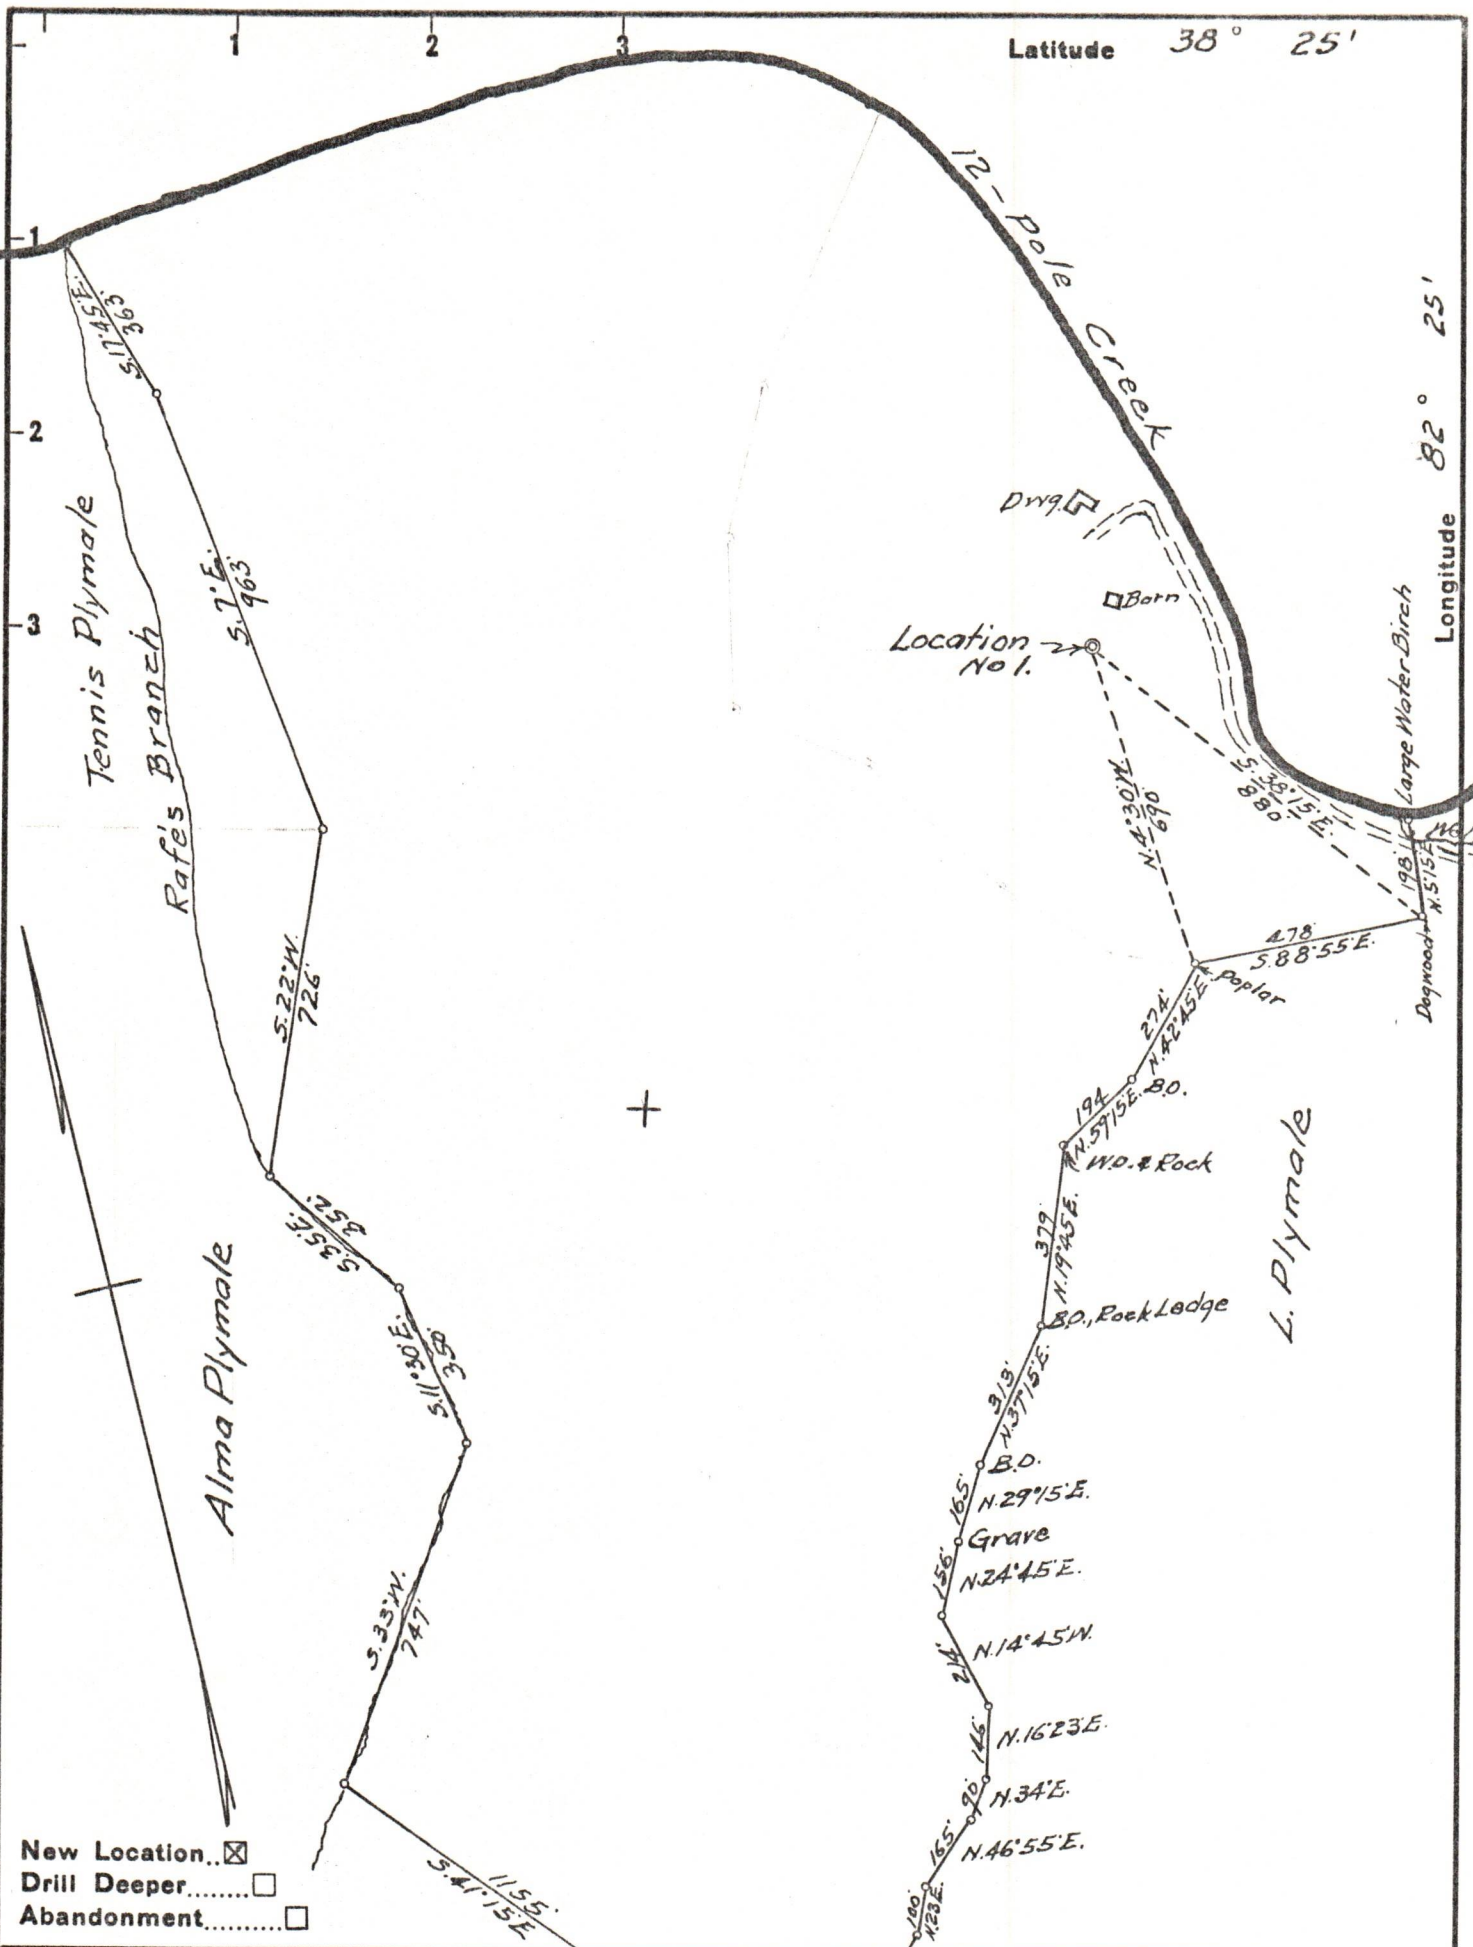 1
2
3
Latitude 38° 25'
1
2
3
82° 25'
Longitude
12-Pole Creek
S.17°45'E.
363'
S.7°E.
963'
Tennis Plymale
Rafe's Branch
Dwg.
Barn
Location
No 1.
Large Water Birch
S.38°15'E.
880'
N.4°30'W.
690'
198'
N.5°15'E.
Dogwood
478'
S.88°55'E.
Poplar
274'
N.42°45'E.
B.O.
194'
N.59°15'E.
W.O. & Rock
379'
N.19°45'E.
B.O., Rock Ledge
313'
N.37°15'E.
B.O.
165'
N.29°15'E.
Grave
156'
N.24°45'E.
214'
N.14°45'W.
146'
N.16°23'E.
90'
N.34°E.
165'
N.46°55'E.
100'
N.23°E.
L. Plymale
S.22°W.
726'
S.35°E.
252'
S.11°30'E.
350'
Alma Plymale
S.33°W.
747'
1155'
S.41°15'E.
New Location..☒
Drill Deeper........☐
Abandonment..........☐